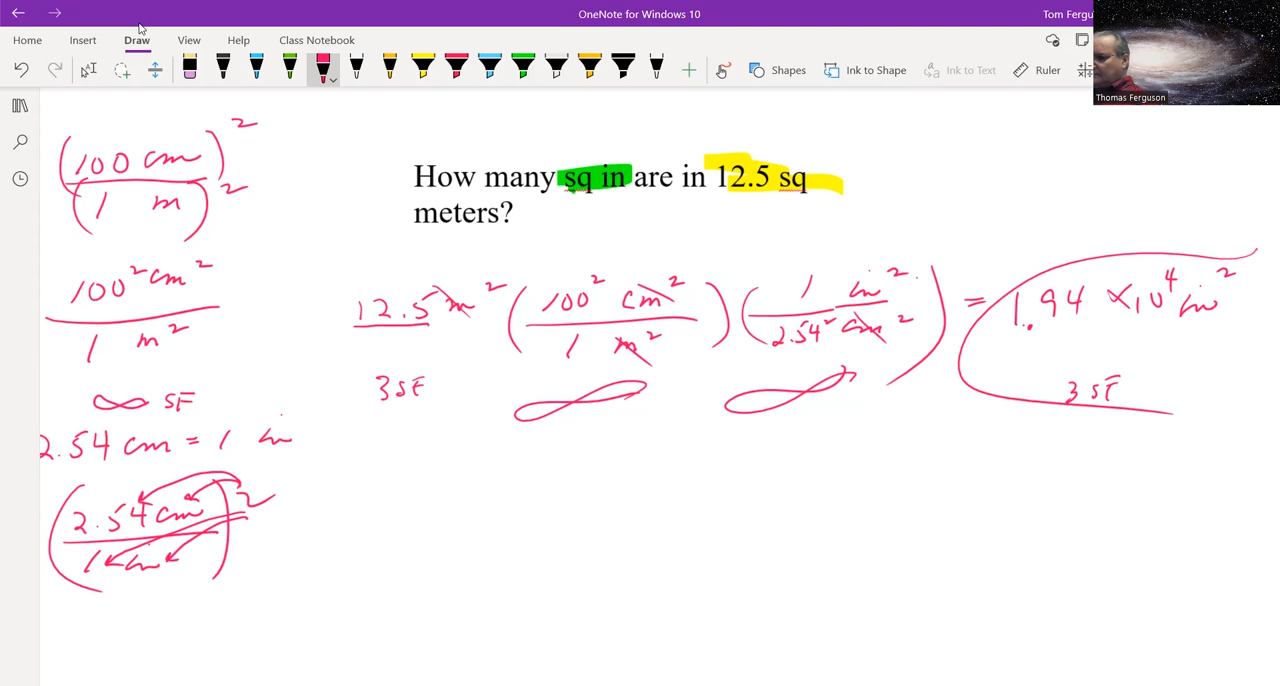 OneNote for Windows 10
Tom Fergu
Home Insert Draw View Help Class Notebook
Shapes Ink to Shape Ink to Text Ruler
Thomas Ferguson
(100 cm / 1 m)²
²
How many sq in are in 12.5 sq
meters?
100² cm² / 1 m²
12.5 m² (100² cm² / 1 m²) (1 in² / 2.54² cm²) = 1.94 × 10⁴ in²
3 SF ∞ ∞ 3 SF
∞ SF
2.54 cm = 1 in
(2.54 cm / 1 in)²